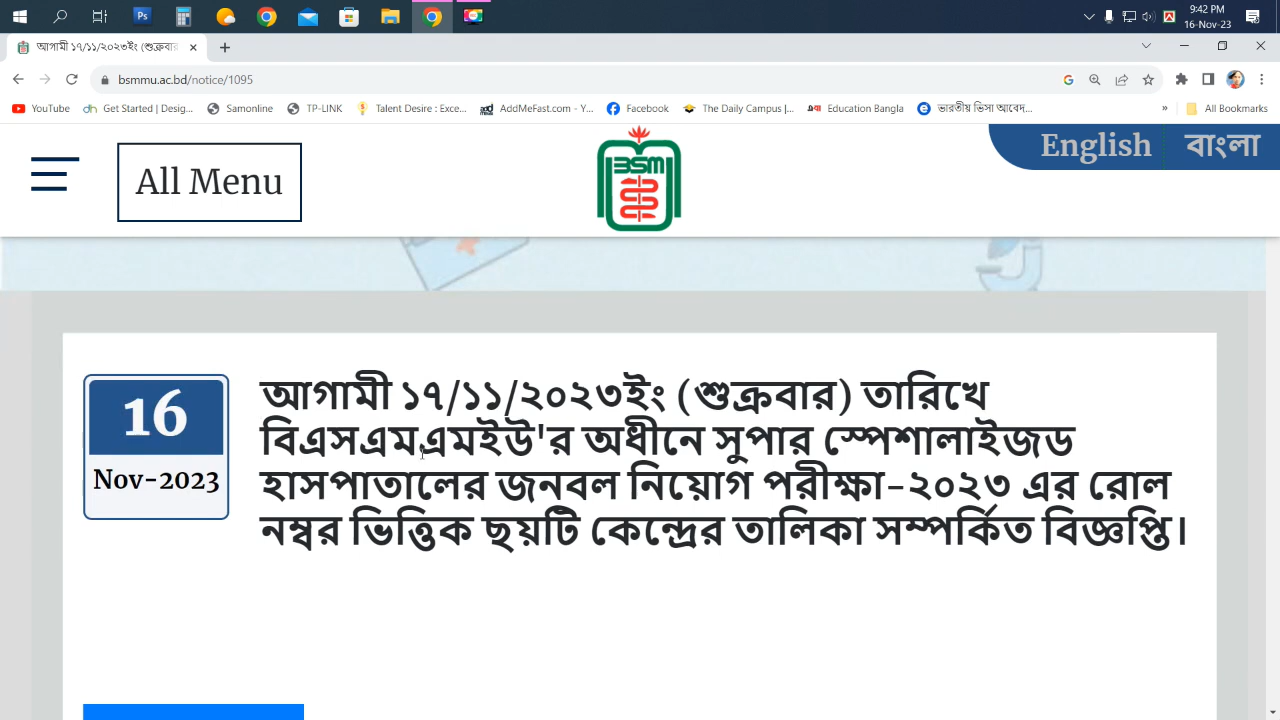 9:42 PM
16-Nov-23
আগামী ১৭/১১/২০২৩ইং (শুক্রবার
bsmmu.ac.bd/notice/1095
YouTube
Get Started | Desig...
Samonline
TP-LINK
Talent Desire : Exce...
AddMeFast.com - Y...
Facebook
The Daily Campus |...
Education Bangla
ভারতীয় ভিসা আবেদ...
»
All Bookmarks
All Menu
BSM
English
বাংলা
16
Nov-2023
আগামী ১৭/১১/২০২৩ইং (শুক্রবার) তারিখে
বিএসএমএমইউ'র অধীনে সুপার স্পেশালাইজড
হাসপাতালের জনবল নিয়োগ পরীক্ষা-২০২৩ এর রোল
নম্বর ভিত্তিক ছয়টি কেন্দ্রের তালিকা সম্পর্কিত বিজ্ঞপ্তি।